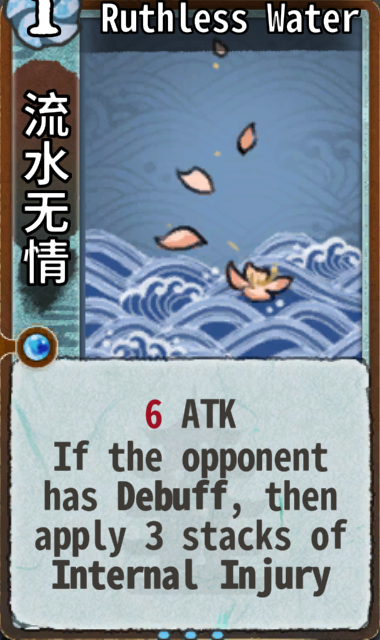 1
Ruthless Water
流水无情
6 ATK
If the opponent
has Debuff, then
apply 3 stacks of
Internal Injury